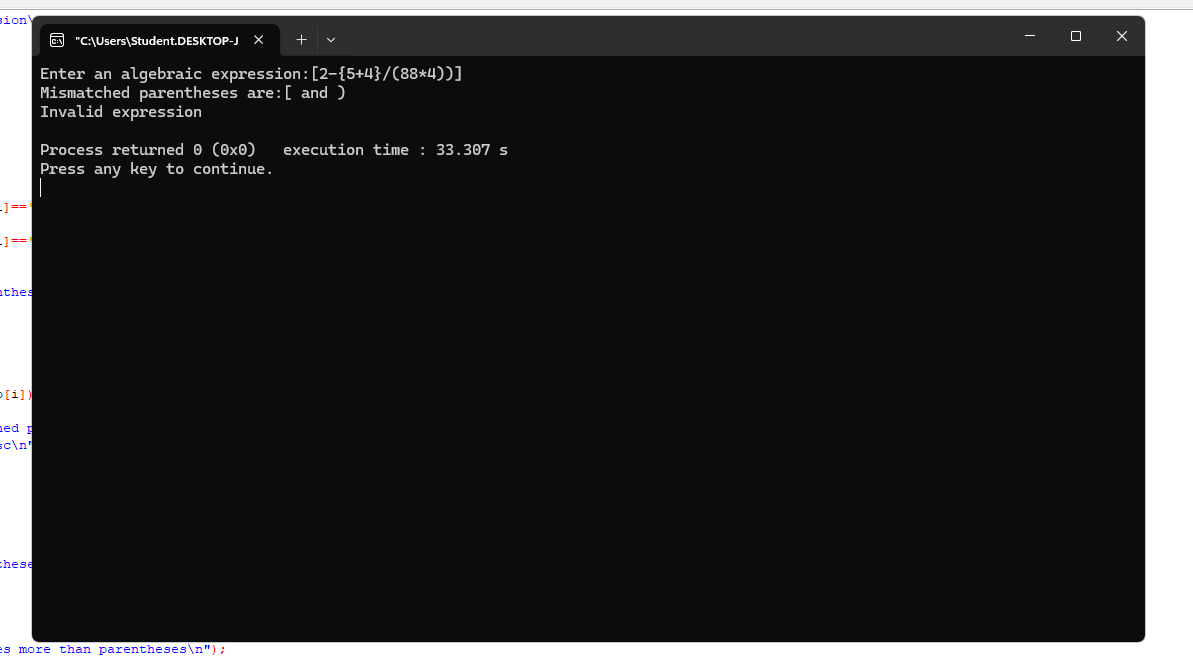 sion\
"C:\Users\Student.DESKTOP-J
Enter an algebraic expression:[2-{5+4}/(88*4))]
Mismatched parentheses are:[ and )
Invalid expression
Process returned 0 (0x0)   execution time : 33.307 s
Press any key to continue.
]=='
]=='
nthes
o[i])
ned p
sc\n"
these
es more than parentheses\n");